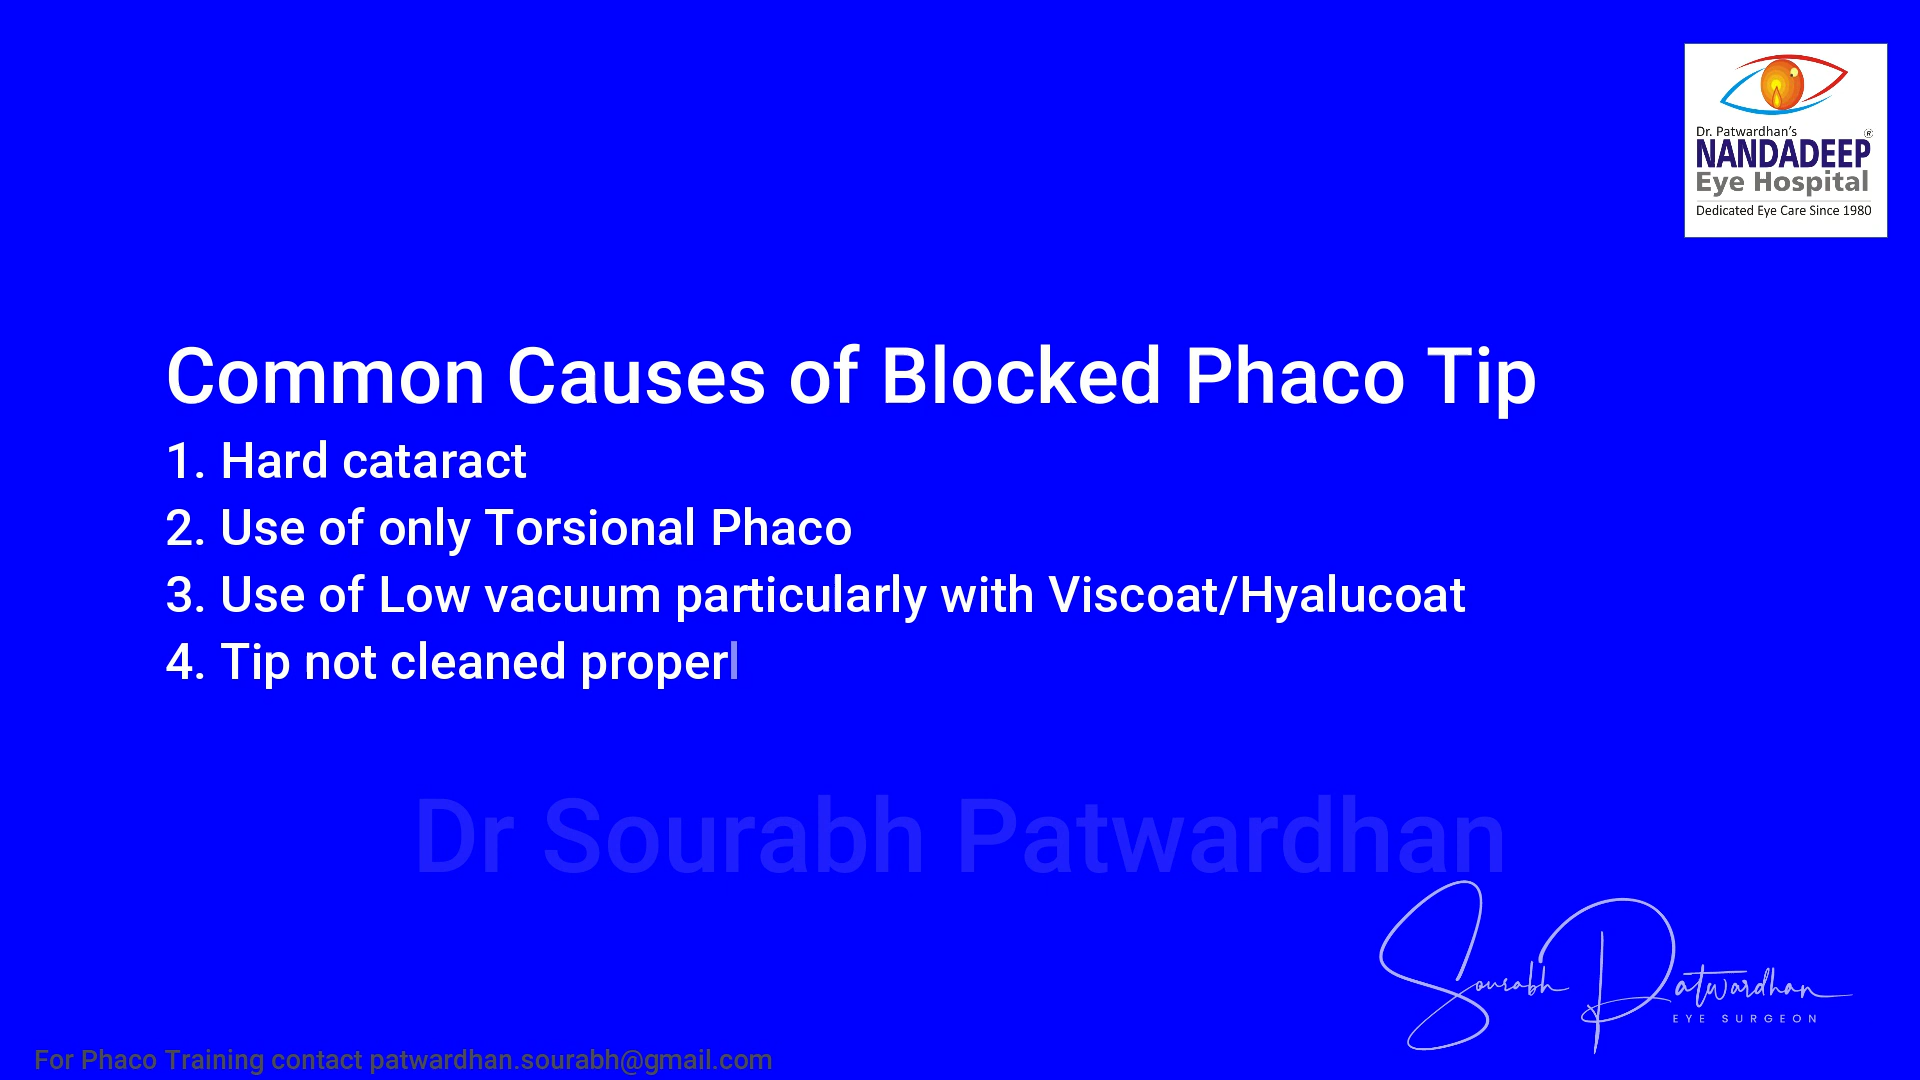 Dr. Patwardhan's
NANDADEEP®
Eye Hospital
Dedicated Eye Care Since 1980
Common Causes of Blocked Phaco Tip
1. Hard cataract
2. Use of only Torsional Phaco
3. Use of Low vacuum particularly with Viscoat/Hyalucoat
4. Tip not cleaned properl
Dr Sourabh Patwardhan
Sourabh Patwardhan
EYE SURGEON
For Phaco Training contact patwardhan.sourabh@gmail.com